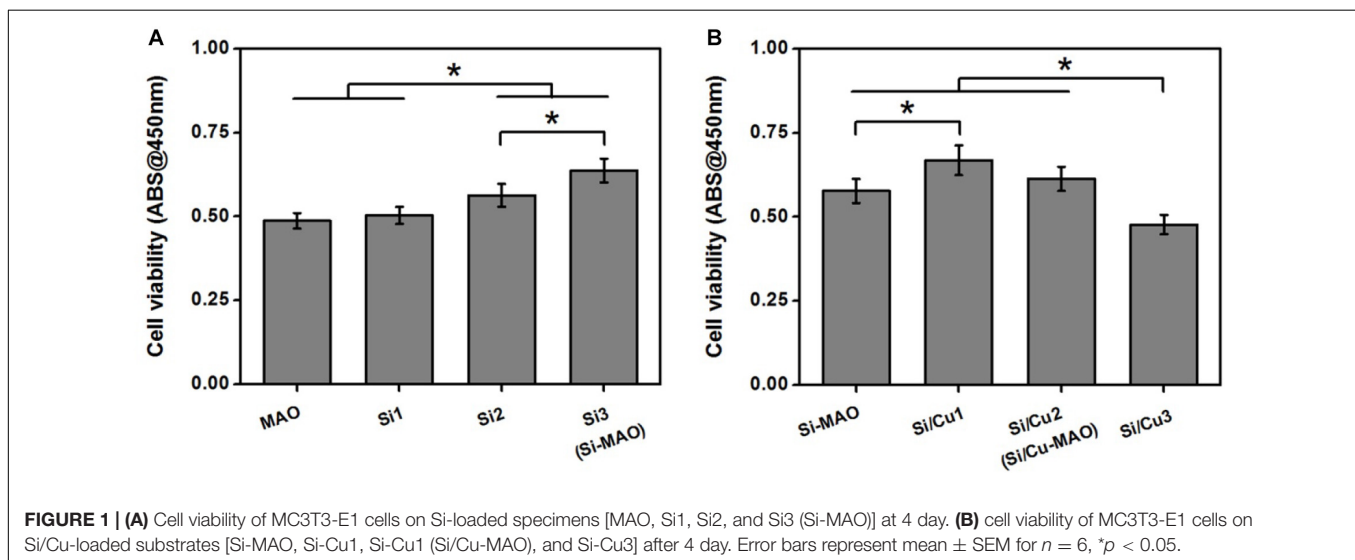 A
Cell viability (ABS@450nm)
1.00
0.75
0.50
0.25
0.00
*
*
MAO
Si1
Si2
Si3
(Si-MAO)
B
Cell viability (ABS@450nm)
1.00
0.75
0.50
0.25
0.00
*
*
Si-MAO
Si/Cu1
Si/Cu2
(Si/Cu-MAO)
Si/Cu3
FIGURE 1 | (A) Cell viability of MC3T3-E1 cells on Si-loaded specimens [MAO, Si1, Si2, and Si3 (Si-MAO)] at 4 day. (B) cell viability of MC3T3-E1 cells on
Si/Cu-loaded substrates [Si-MAO, Si-Cu1, Si-Cu1 (Si/Cu-MAO), and Si-Cu3] after 4 day. Error bars represent mean ± SEM for n = 6, *p < 0.05.